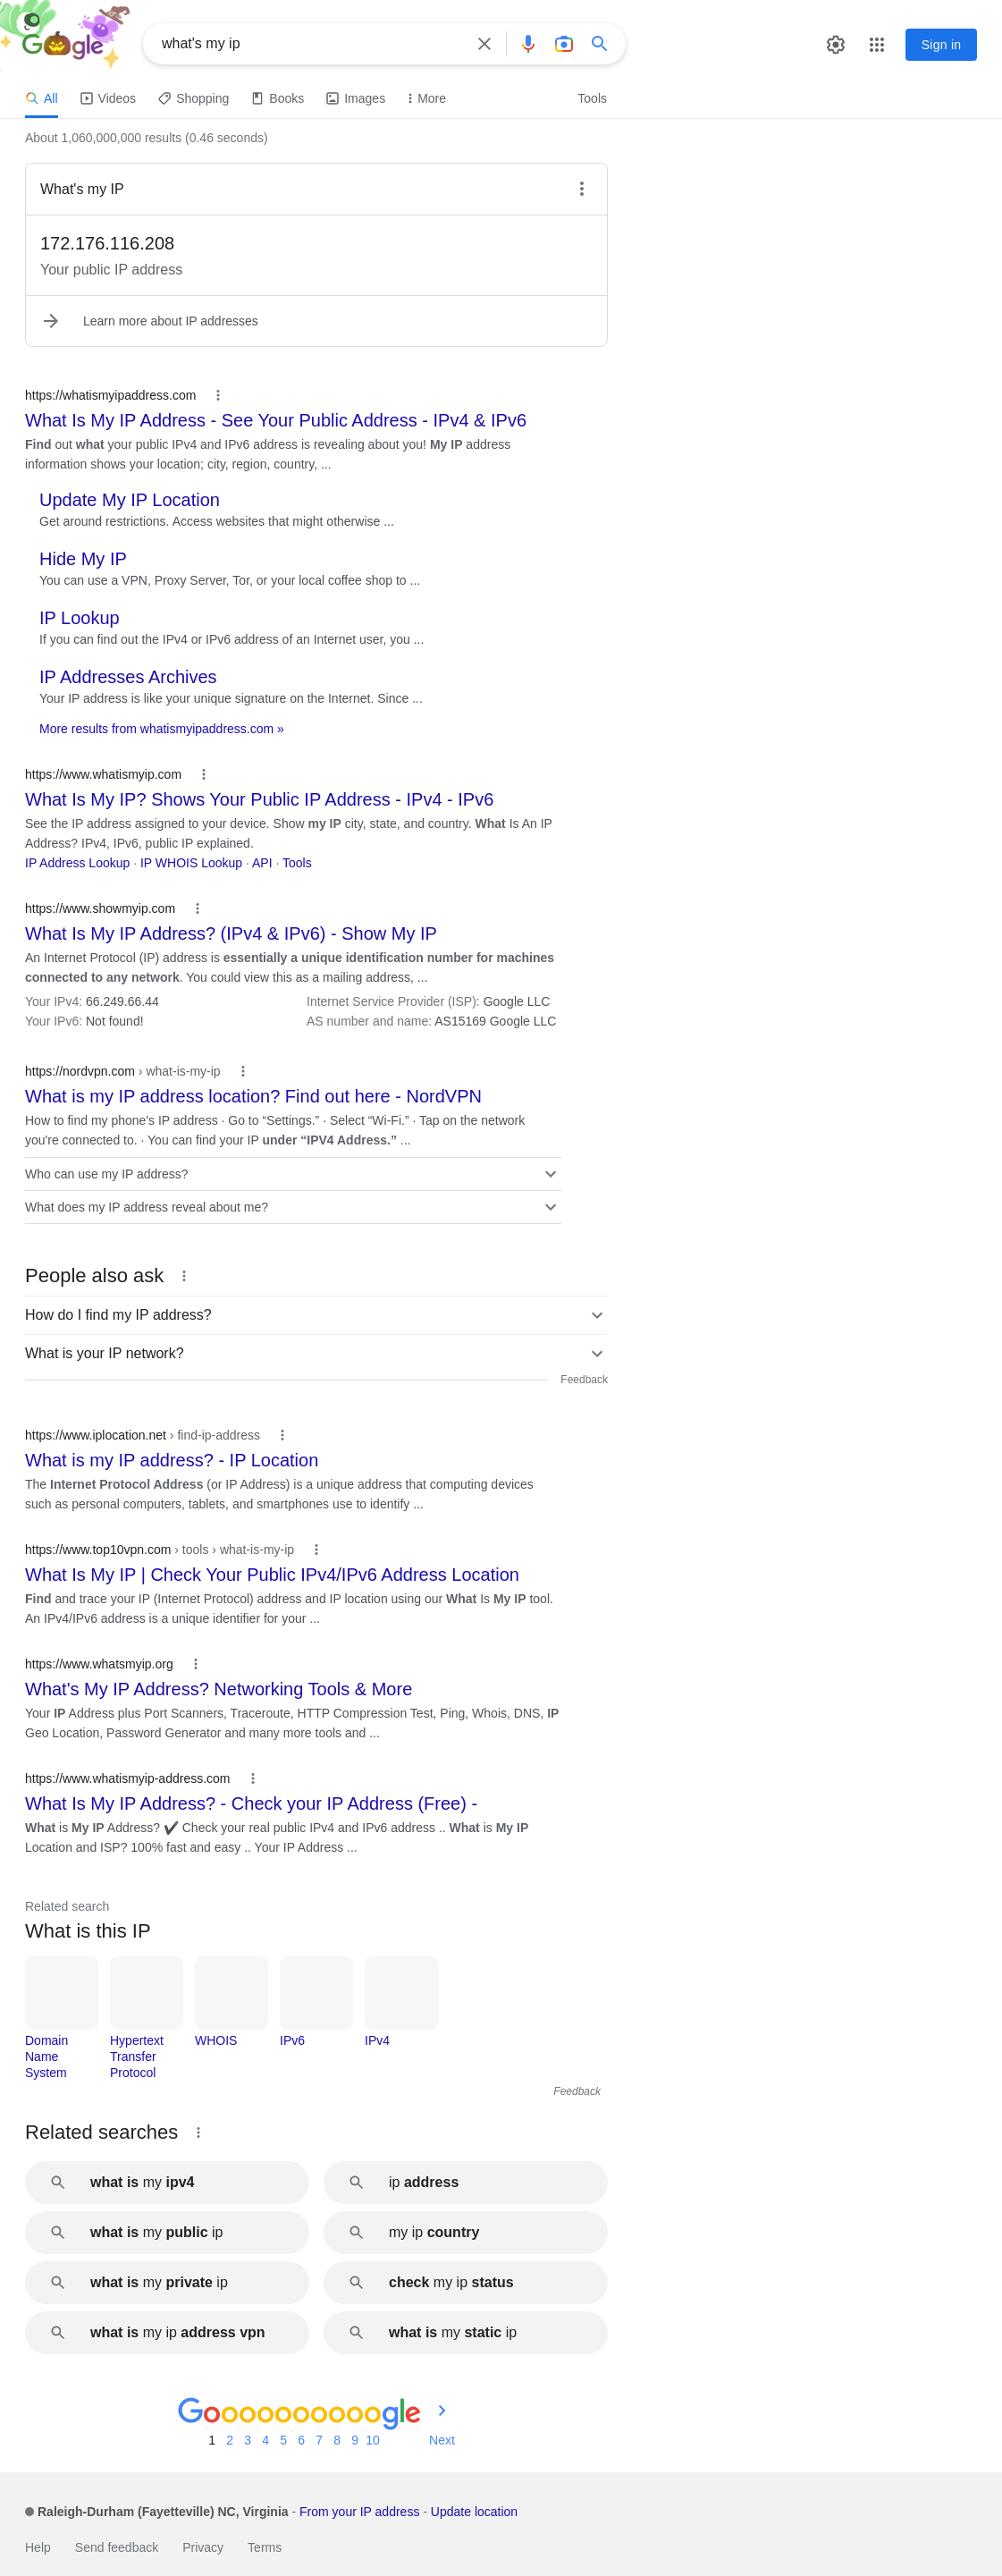 Google
what's my ip
Sign in
All
Videos
Shopping
Books
Images
More
Tools
About 1,060,000,000 results (0.46 seconds)
What's my IP
172.176.116.208
Your public IP address
Learn more about IP addresses
https://whatismyipaddress.com
What Is My IP Address - See Your Public Address - IPv4 & IPv6
Find out what your public IPv4 and IPv6 address is revealing about you! My IP address
information shows your location; city, region, country, ...
Update My IP Location
Get around restrictions. Access websites that might otherwise ...
Hide My IP
You can use a VPN, Proxy Server, Tor, or your local coffee shop to ...
IP Lookup
If you can find out the IPv4 or IPv6 address of an Internet user, you ...
IP Addresses Archives
Your IP address is like your unique signature on the Internet. Since ...
More results from whatismyipaddress.com »
https://www.whatismyip.com
What Is My IP? Shows Your Public IP Address - IPv4 - IPv6
See the IP address assigned to your device. Show my IP city, state, and country. What Is An IP
Address? IPv4, IPv6, public IP explained.
IP Address Lookup · IP WHOIS Lookup · API · Tools
https://www.showmyip.com
What Is My IP Address? (IPv4 & IPv6) - Show My IP
An Internet Protocol (IP) address is essentially a unique identification number for machines
connected to any network. You could view this as a mailing address, ...
Your IPv4: 66.249.66.44
Internet Service Provider (ISP): Google LLC
Your IPv6: Not found!
AS number and name: AS15169 Google LLC
https://nordvpn.com › what-is-my-ip
What is my IP address location? Find out here - NordVPN
How to find my phone's IP address · Go to “Settings.” · Select “Wi-Fi.” · Tap on the network
you're connected to. · You can find your IP under “IPV4 Address.” ...
Who can use my IP address?
What does my IP address reveal about me?
People also ask
How do I find my IP address?
What is your IP network?
Feedback
https://www.iplocation.net › find-ip-address
What is my IP address? - IP Location
The Internet Protocol Address (or IP Address) is a unique address that computing devices
such as personal computers, tablets, and smartphones use to identify ...
https://www.top10vpn.com › tools › what-is-my-ip
What Is My IP | Check Your Public IPv4/IPv6 Address Location
Find and trace your IP (Internet Protocol) address and IP location using our What Is My IP tool.
An IPv4/IPv6 address is a unique identifier for your ...
https://www.whatsmyip.org
What's My IP Address? Networking Tools & More
Your IP Address plus Port Scanners, Traceroute, HTTP Compression Test, Ping, Whois, DNS, IP
Geo Location, Password Generator and many more tools and ...
https://www.whatismyip-address.com
What Is My IP Address? - Check your IP Address (Free) -
What is My IP Address? ✔️ Check your real public IPv4 and IPv6 address .. What is My IP
Location and ISP? 100% fast and easy .. Your IP Address ...
Related search
What is this IP
Domain
Name
System
Hypertext
Transfer
Protocol
WHOIS
IPv6
IPv4
Feedback
Related searches
what is my ipv4
ip address
what is my public ip
my ip country
what is my private ip
check my ip status
what is my ip address vpn
what is my static ip
Goooooooooogle
1 2 3 4 5 6 7 8 9 10 Next
Raleigh-Durham (Fayetteville) NC, Virginia - From your IP address - Update location
Help
Send feedback
Privacy
Terms